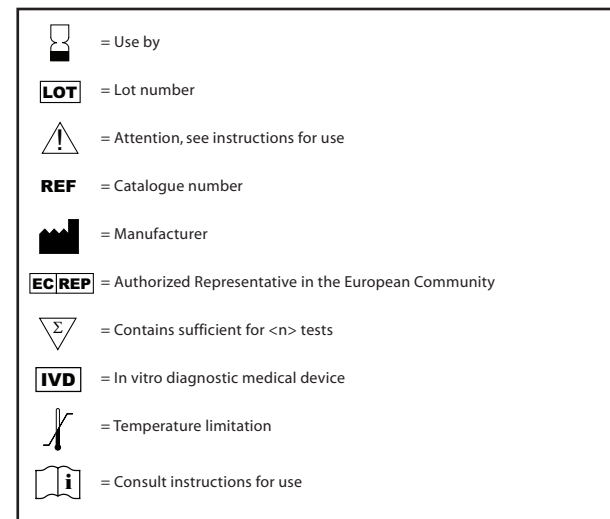 = Use by
LOT = Lot number
! = Attention, see instructions for use
REF = Catalogue number
= Manufacturer
EC REP = Authorized Representative in the European Community
Σ = Contains sufficient for <n> tests
IVD = In vitro diagnostic medical device
= Temperature limitation
i = Consult instructions for use